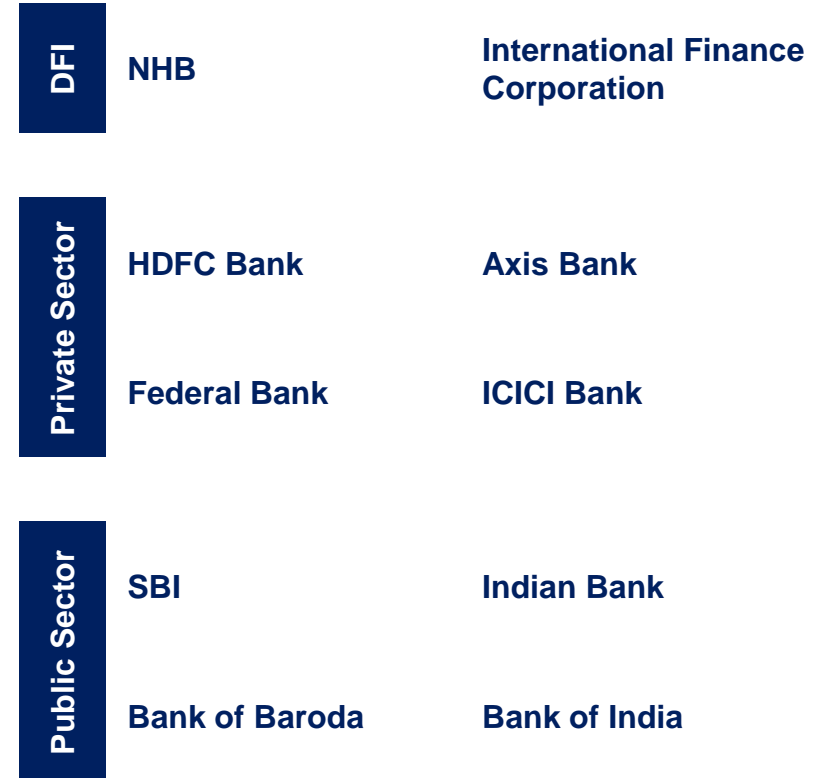 DFI
NHB
International Finance
Corporation
Private Sector
HDFC Bank
Axis Bank
Federal Bank
ICICI Bank
Public Sector
SBI
Indian Bank
Bank of Baroda
Bank of India